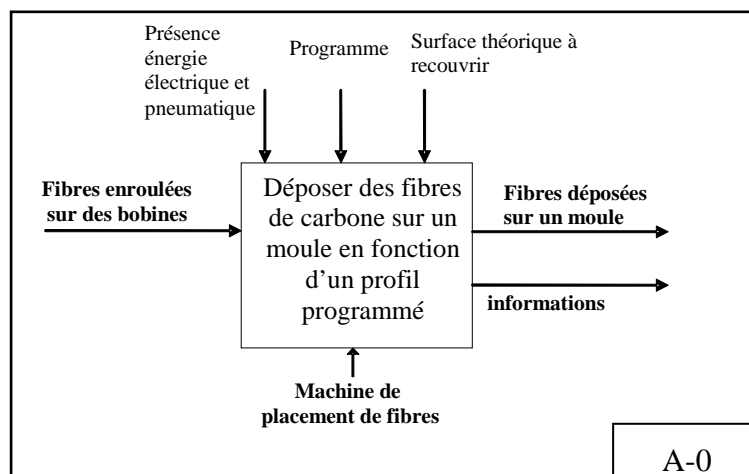 Présence
énergie
électrique et
pneumatique
Programme
Surface théorique à
recouvrir
Fibres enroulées
sur des bobines
Déposer des fibres
de carbone sur un
moule en fonction
d’un profil
programmé
Fibres déposées
sur un moule
informations
Machine de
placement de fibres
A-0